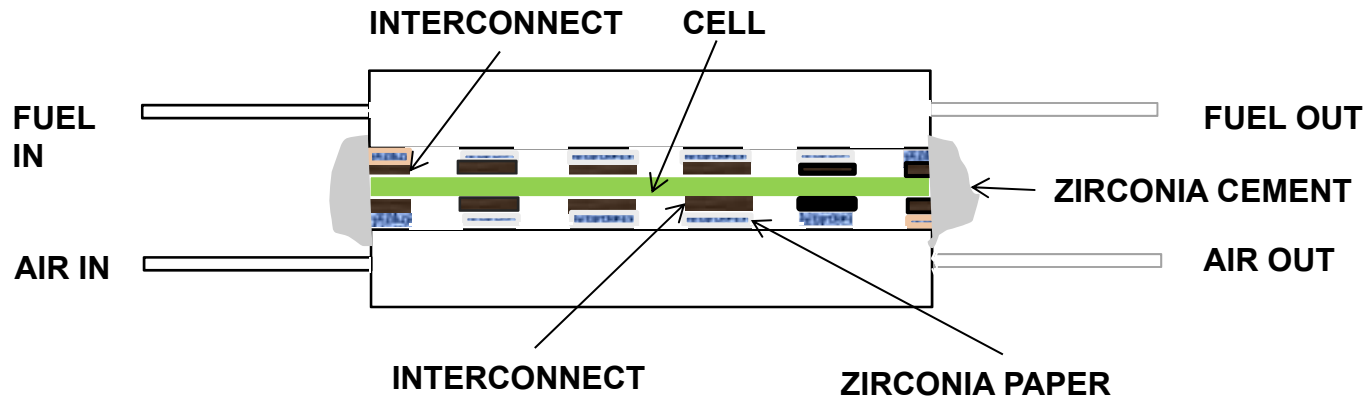 INTERCONNECT
CELL
FUEL
IN
FUEL OUT
ZIRCONIA CEMENT
AIR IN
AIR OUT
INTERCONNECT
ZIRCONIA PAPER